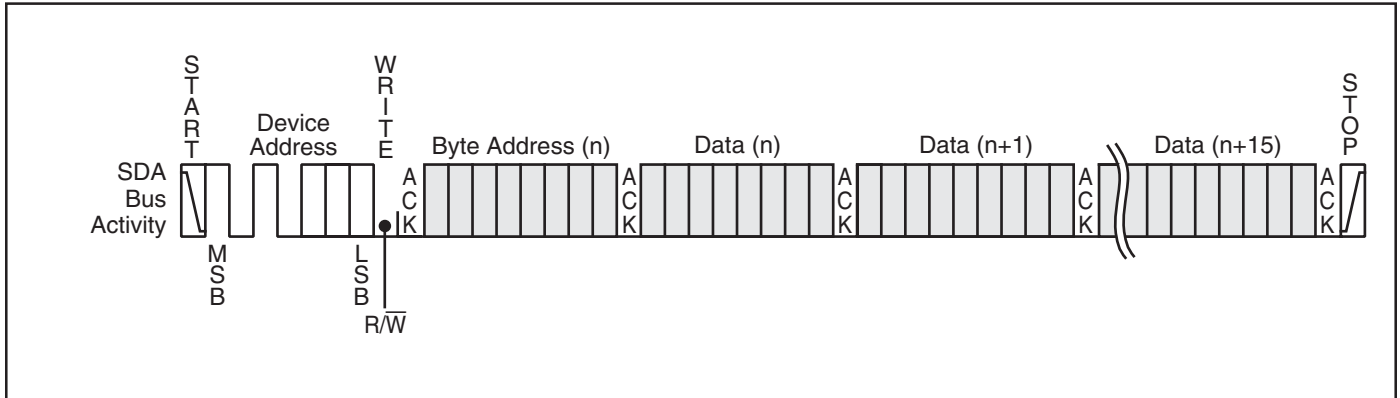 START
WRITE
STOP
Device
Address
Byte Address (n)
Data (n)
Data (n+1)
Data (n+15)
SDA
Bus
Activity
ACK
ACK
ACK
ACK
ACK
MSB
LSB
R/W̅